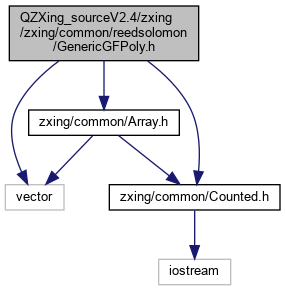 QZXing_sourceV2.4/zxing
/zxing/common/reedsolomon
/GenericGFPoly.h
zxing/common/Array.h
vector
zxing/common/Counted.h
iostream